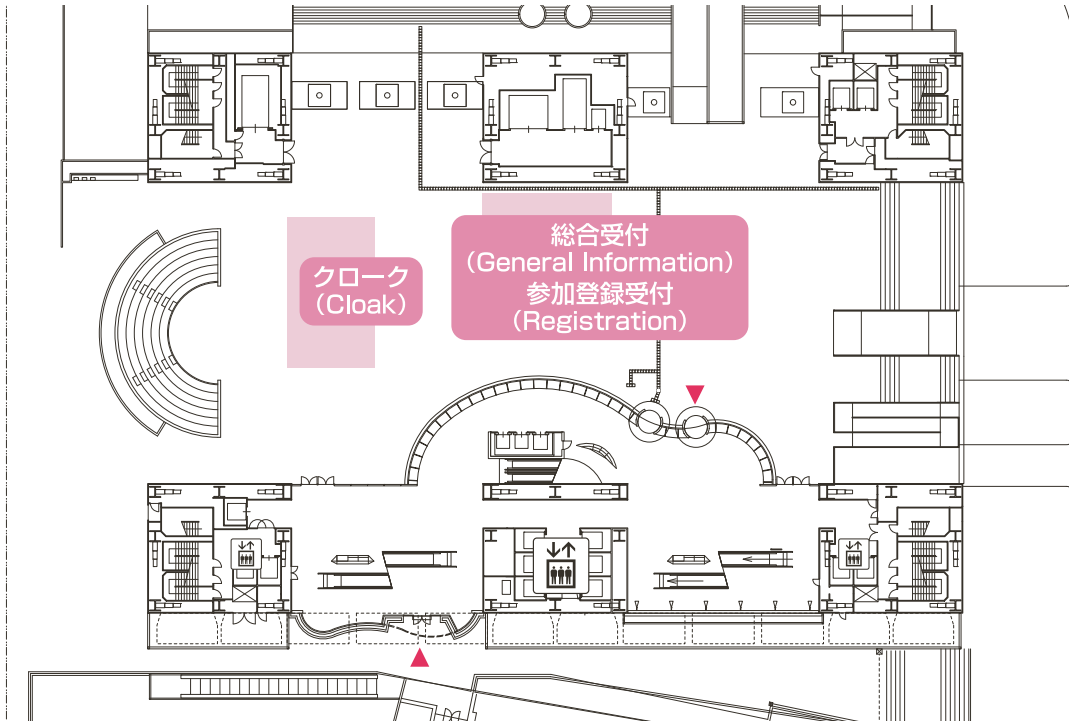 総合受付
(General Information)
参加登録受付
(Registration)
クローク
(Cloak)